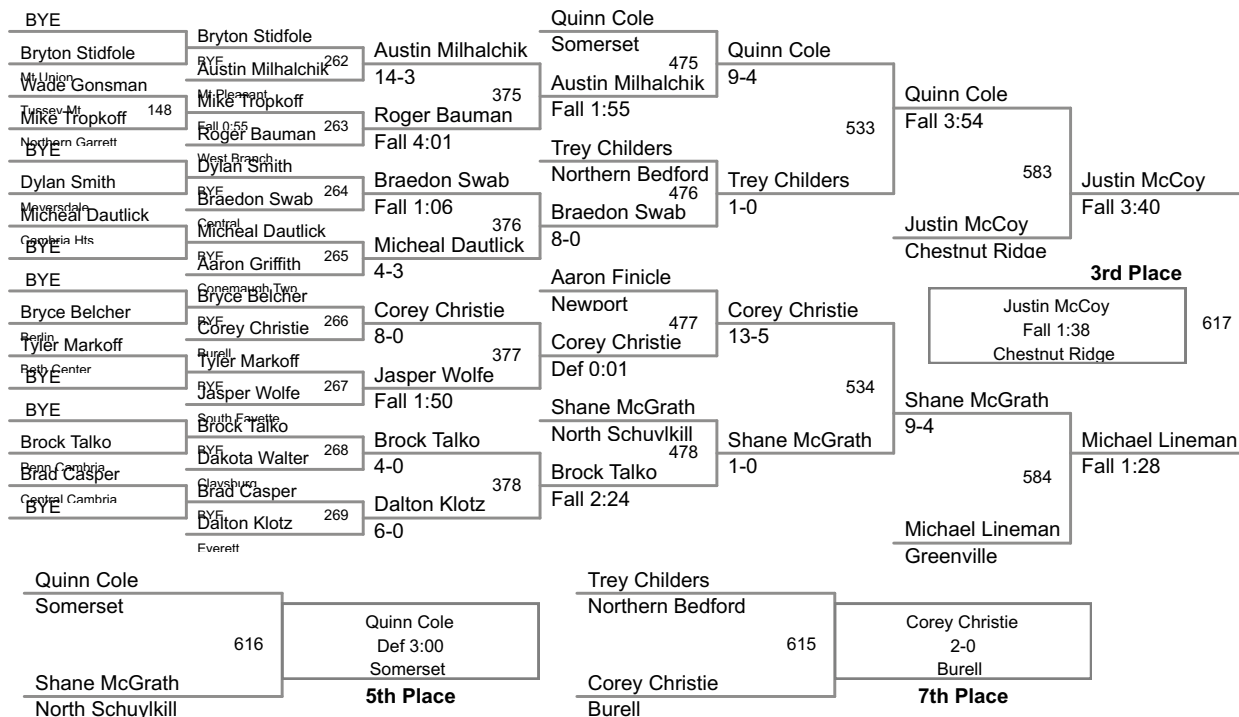 BYE
Bryton Stidfole
Mt Union
Wade Gonsman
Tussey Mt
148
Mike Tropkoff
Northern Garrett
BYE
Dylan Smith
Meyersdale
Micheal Dautlick
Cambria Hts
BYE
BYE
Bryce Belcher
Berlin
Tyler Markoff
Beth Center
BYE
BYE
Brock Talko
Penn Cambria
Brad Casper
Central Cambria
BYE
Bryton Stidfole
BYE
262
Austin Milhalchik
Mt Pleasant
Mike Tropkoff
Fall 0:55
263
Roger Bauman
West Branch
Dylan Smith
BYE
264
Braedon Swab
Central
Micheal Dautlick
BYE
265
Aaron Griffith
Conemaugh Twp
Bryce Belcher
BYE
266
Corey Christie
Burell
Tyler Markoff
BYE
267
Jasper Wolfe
South Fayette
Brock Talko
BYE
268
Dakota Walter
Claysburg
Brad Casper
BYE
269
Dalton Klotz
Everett
Austin Milhalchik
14-3
375
Roger Bauman
Fall 4:01
Braedon Swab
Fall 1:06
376
Micheal Dautlick
4-3
Corey Christie
8-0
377
Jasper Wolfe
Fall 1:50
Brock Talko
4-0
378
Dalton Klotz
6-0
Quinn Cole
Somerset
475
Austin Milhalchik
Fall 1:55
Trey Childers
Northern Bedford
476
Braedon Swab
8-0
Aaron Finicle
Newport
477
Corey Christie
Def 0:01
Shane McGrath
North Schuylkill
478
Brock Talko
Fall 2:24
Quinn Cole
9-4
533
Trey Childers
1-0
Corey Christie
13-5
534
Shane McGrath
1-0
Quinn Cole
Fall 3:54
583
Justin McCoy
Chestnut Ridge
Justin McCoy
Fall 3:40
3rd Place
Justin McCoy
Fall 1:38
Chestnut Ridge
617
Shane McGrath
9-4
584
Michael Lineman
Greenville
Michael Lineman
Fall 1:28
Quinn Cole
Somerset
616
Shane McGrath
North Schuylkill
Quinn Cole
Def 3:00
Somerset
5th Place
Trey Childers
Northern Bedford
615
Corey Christie
Burell
Corey Christie
2-0
Burell
7th Place